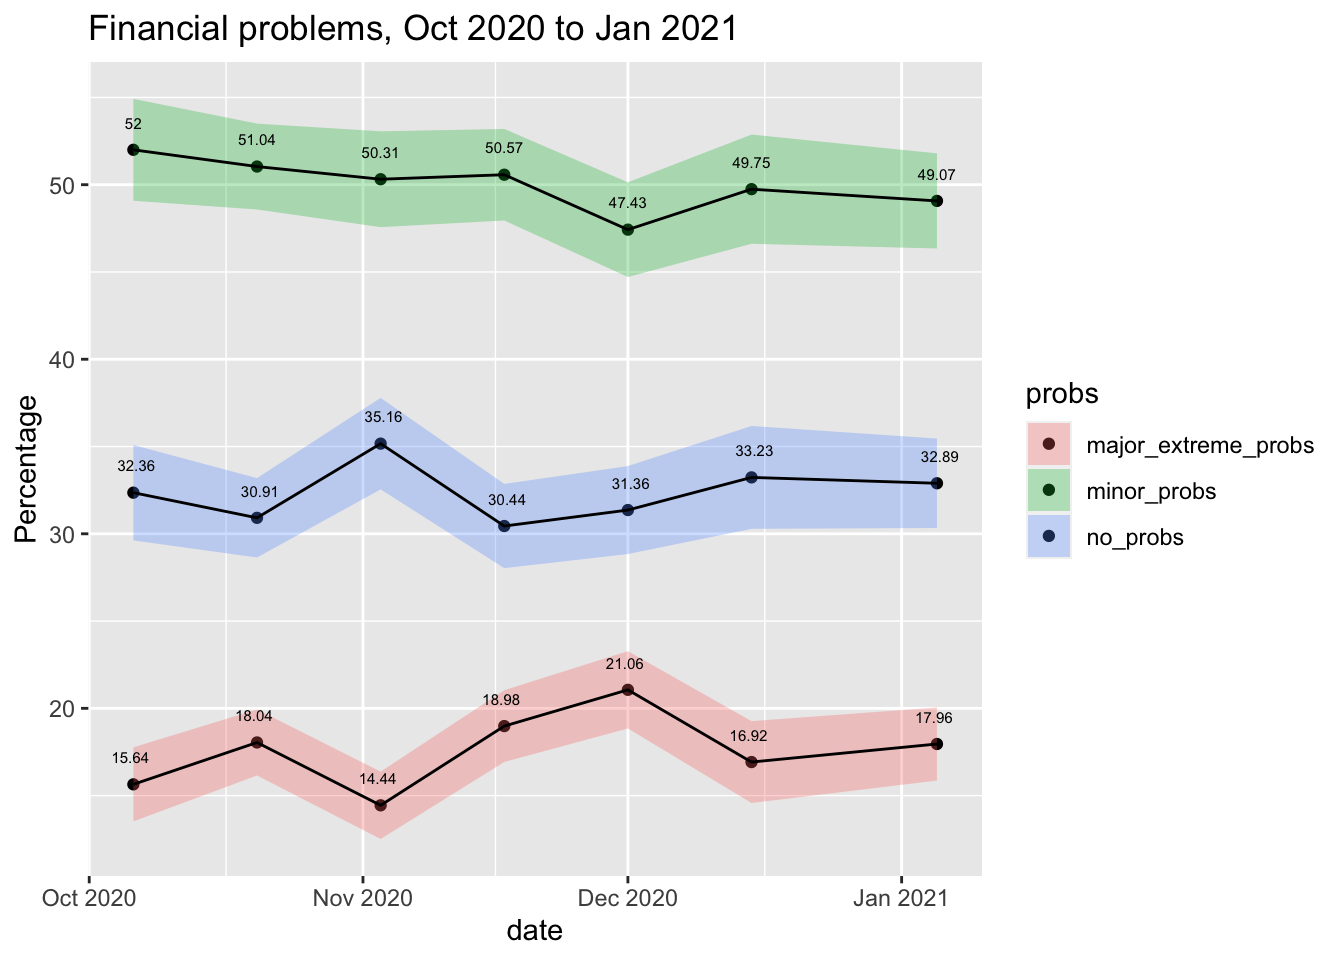 Financial problems, Oct 2020 to Jan 2021
52
51.04
50.31
50.57
47.43
49.75
49.07
32.36
30.91
35.16
30.44
31.36
33.23
32.89
15.64
18.04
14.44
18.98
21.06
16.92
17.96
50
40
30
20
Percentage
Oct 2020
Nov 2020
Dec 2020
Jan 2021
date
probs
major_extreme_probs
minor_probs
no_probs